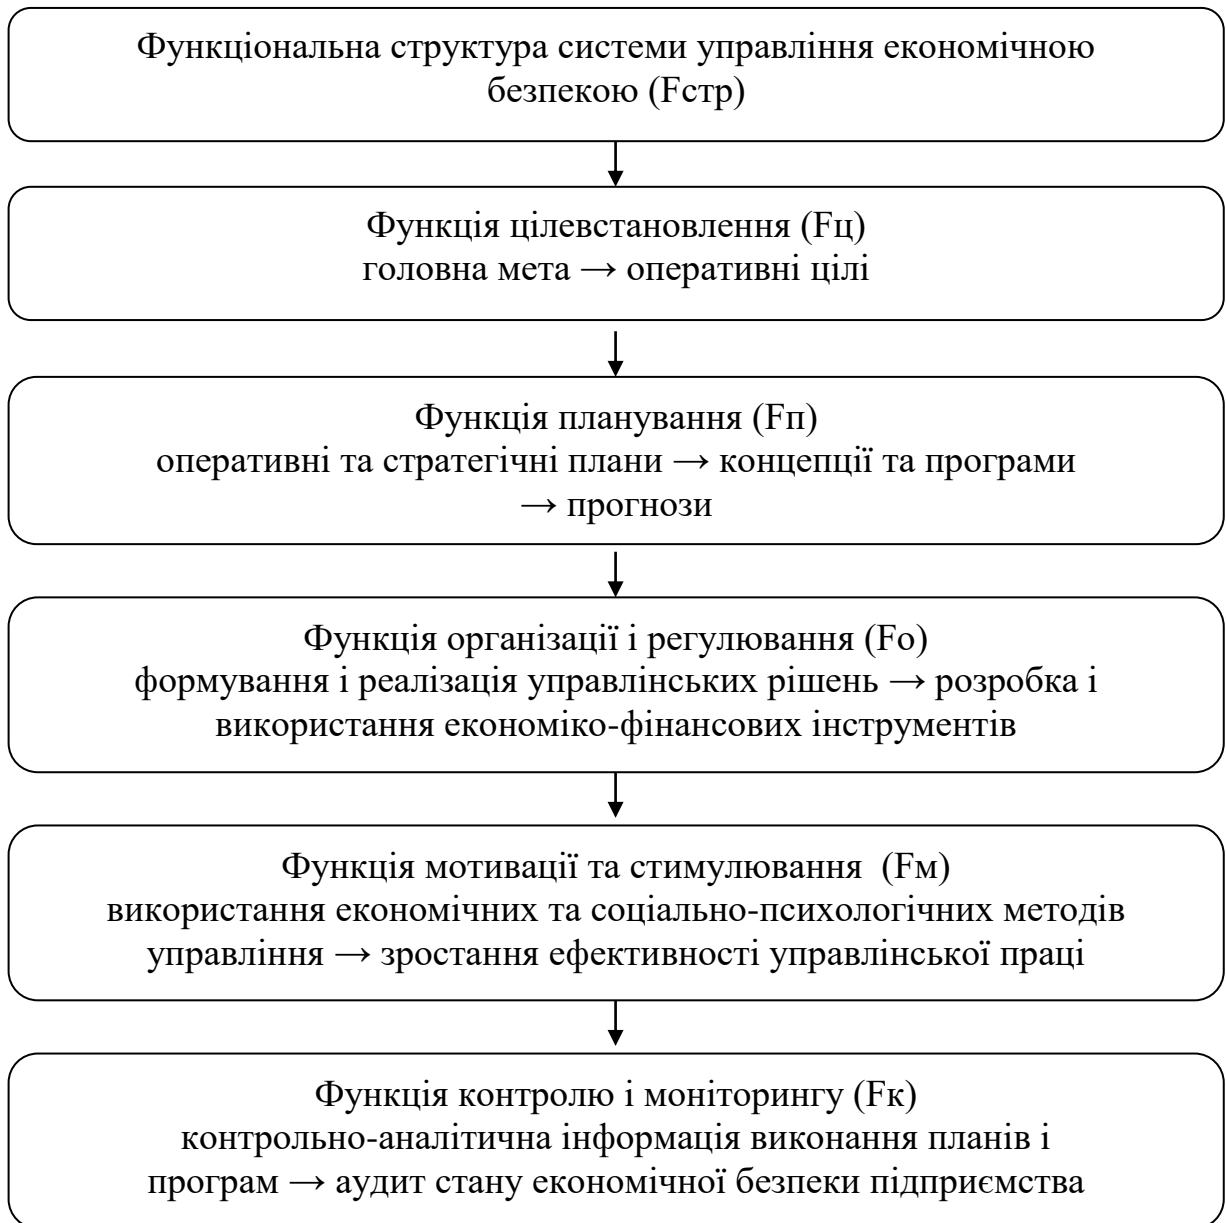 Функціональна структура системи управління економічною
безпекою (Fстр)
Функція цілевстановлення (Fц)
головна мета → оперативні цілі
Функція планування (Fп)
оперативні та стратегічні плани → концепції та програми
→ прогнози
Функція організації і регулювання (Fо)
формування і реалізація управлінських рішень → розробка і
використання економіко-фінансових інструментів
Функція мотивації та стимулювання (Fм)
використання економічних та соціально-психологічних методів
управління → зростання ефективності управлінської праці
Функція контролю і моніторингу (Fк)
контрольно-аналітична інформація виконання планів і
програм → аудит стану економічної безпеки підприємства